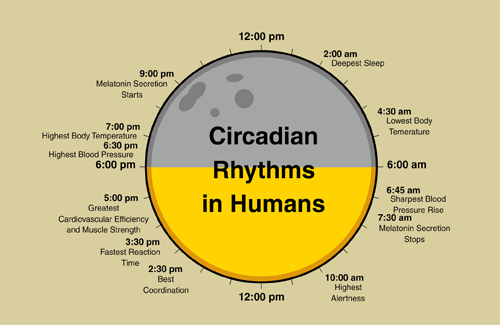 12:00 pm
2:00 am
Deepest Sleep
4:30 am
Lowest Body
Temerature
6:00 am
6:45 am
Sharpest Blood
Pressure Rise
7:30 am
Melatonin Secretion
Stops
10:00 am
Highest
Alertness
12:00 pm
2:30 pm
Best
Coordination
3:30 pm
Fastest Reaction
Time
5:00 pm
Greatest
Cardiovascular Efficiency
and Muscle Strength
6:00 pm
6:30 pm
Highest Blood Pressure
7:00 pm
Highest Body Temperature
9:00 pm
Melatonin Secretion
Starts
Circadian
Rhythms
in Humans